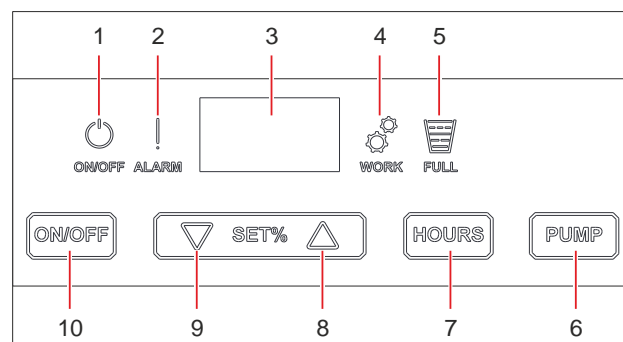 1 2 3 4 5
ON/OFF ALARM WORK FULL
ON/OFF SET% HOURS PUMP
10 9 8 7 6